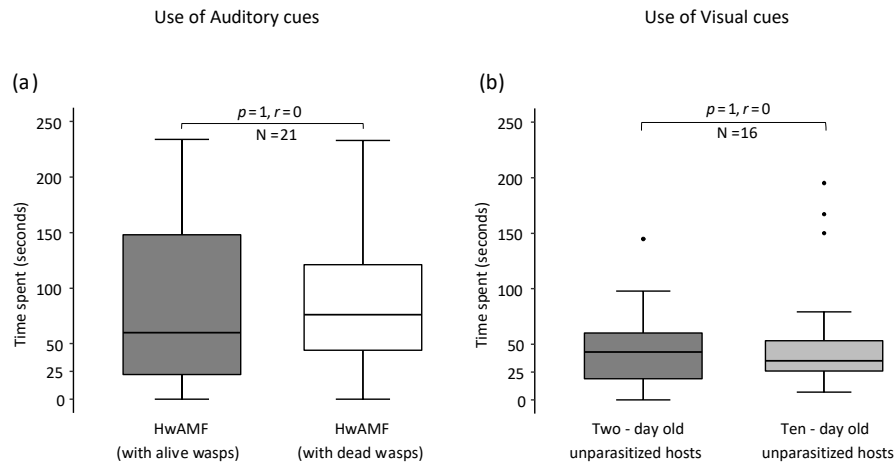 Use of Auditory cues
Use of Visual cues
(a)
p = 1, r = 0
N =21
250
200
150
100
50
25
0
Time spent (seconds)
HwAMF
(with alive wasps)
HwAMF
(with dead wasps)
(b)
p = 1, r = 0
N =16
250
200
150
100
50
25
0
Time spent (seconds)
Two - day old
unparasitized hosts
Ten - day old
unparasitized hosts